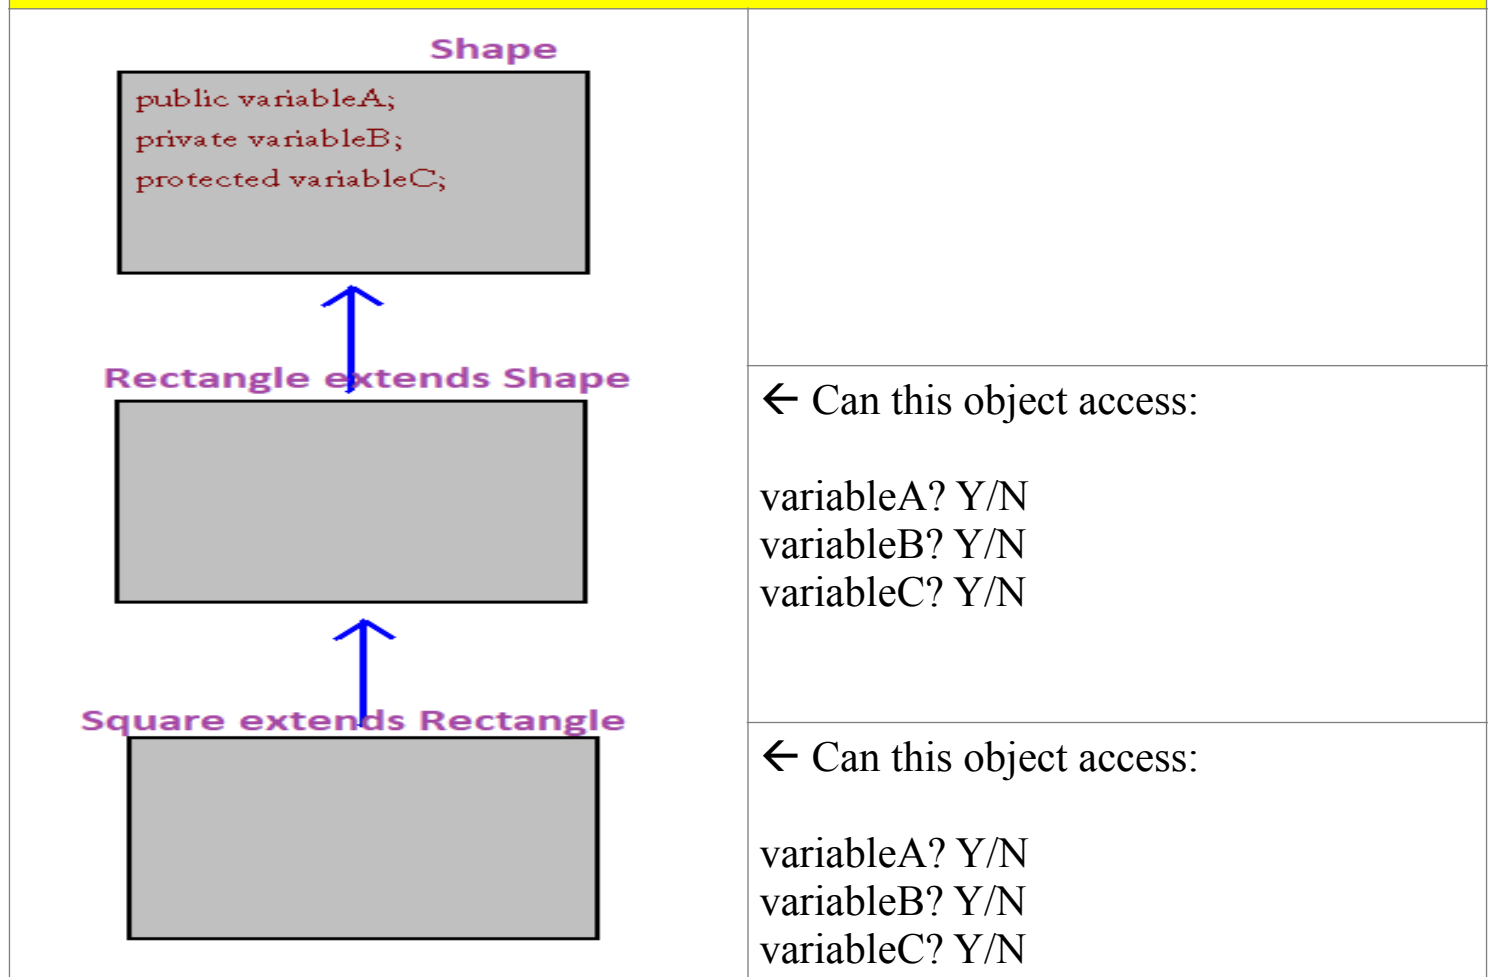 Shape
public variableA;
private variableB;
protected variableC;
Rectangle extends Shape
← Can this object access:
variableA? Y/N
variableB? Y/N
variableC? Y/N
Square extends Rectangle
← Can this object access:
variableA? Y/N
variableB? Y/N
variableC? Y/N